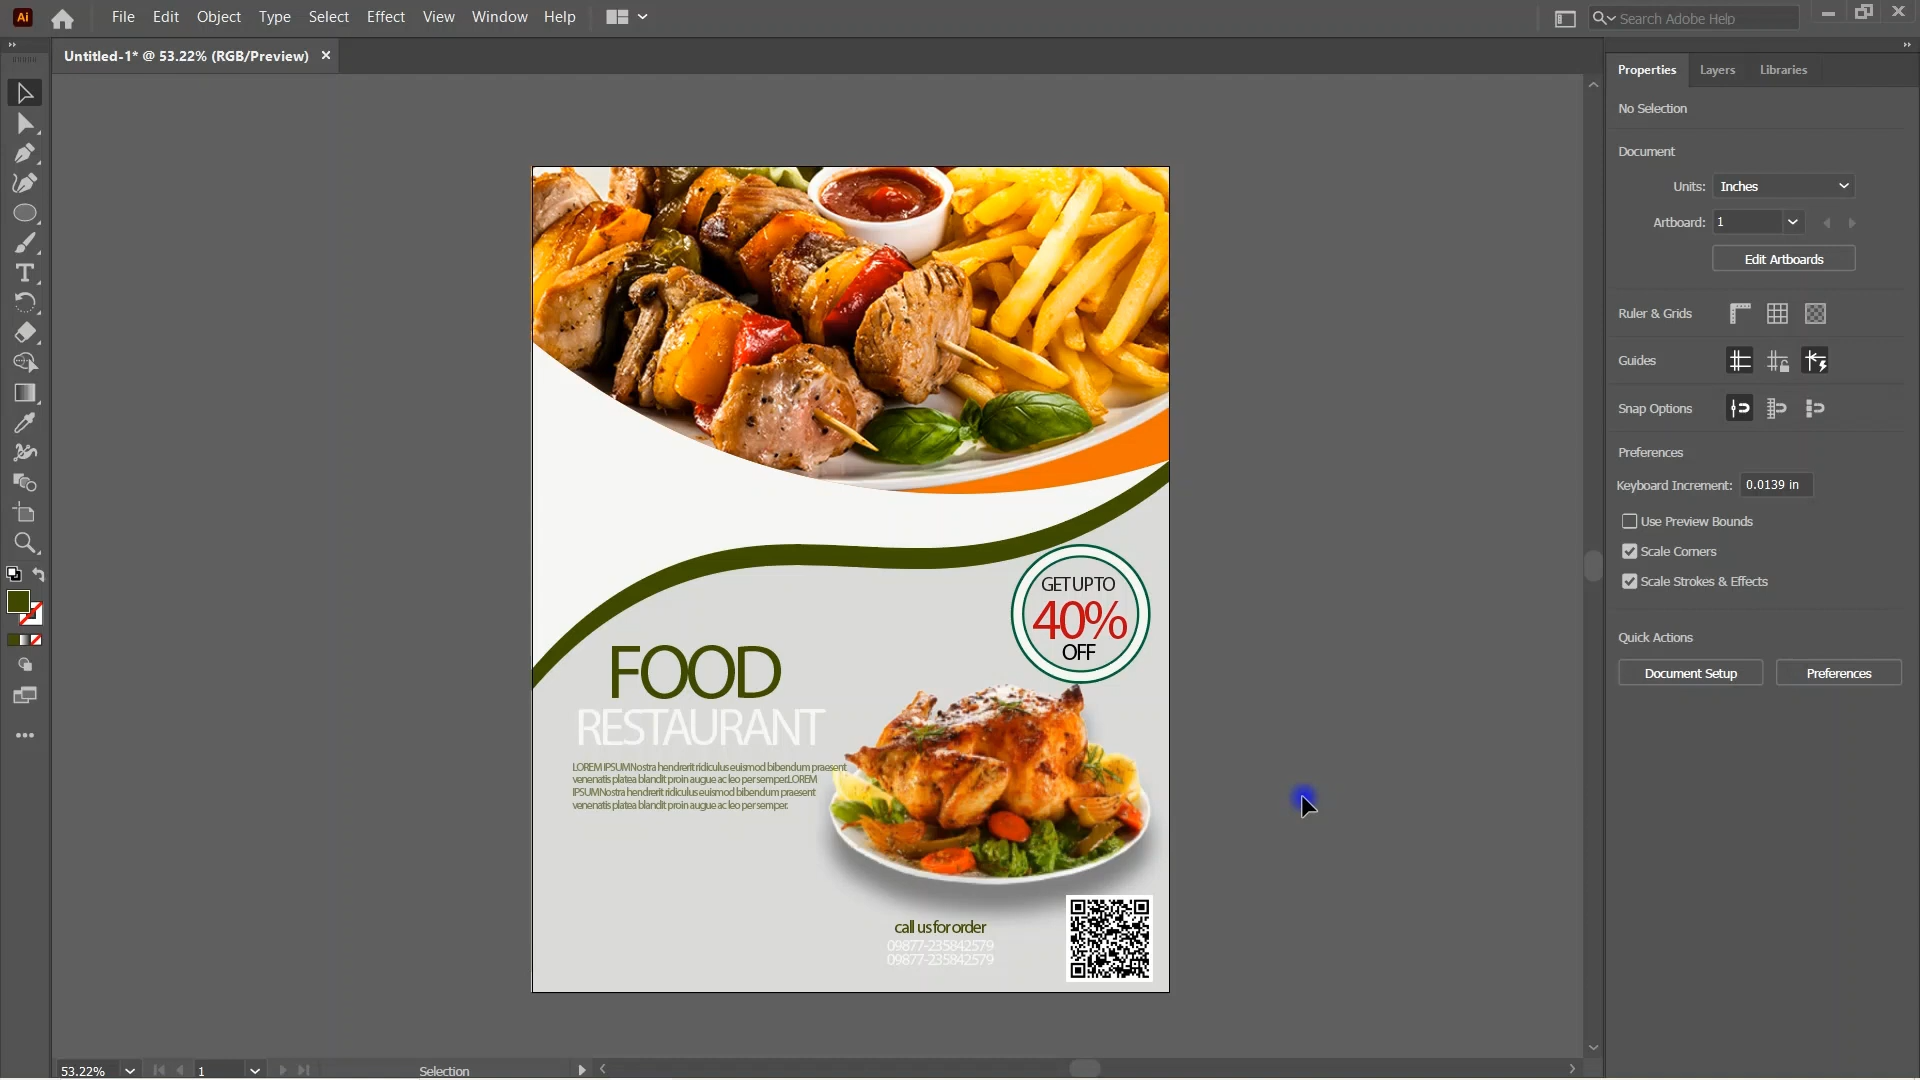 Ai File Edit Object Type Select Effect View Window Help Search Adobe Help
Untitled-1* @ 53.22% (RGB/Preview)
Properties Layers Libraries
No Selection
Document
Units: Inches
Artboard: 1
Edit Artboards
Ruler & Grids
Guides
Snap Options
Preferences
Keyboard Increment: 0.0139 in
Use Preview Bounds
Scale Corners
Scale Strokes & Effects
Quick Actions
Document Setup Preferences
GET UP TO
40%
OFF
FOOD
RESTAURANT
LOREM IPSUMNostra hendrerit ridiculus euismod bibendum praesent
venenatis platea blandit proin augue ac leo per semper.LOREM
IPSUMNostra hendrerit ridiculus euismod bibendum praesent
venenatis platea blandit proin augue ac leo per semper.
call us for order
09877-235842579
09877-235842579
53.22% 1 Selection